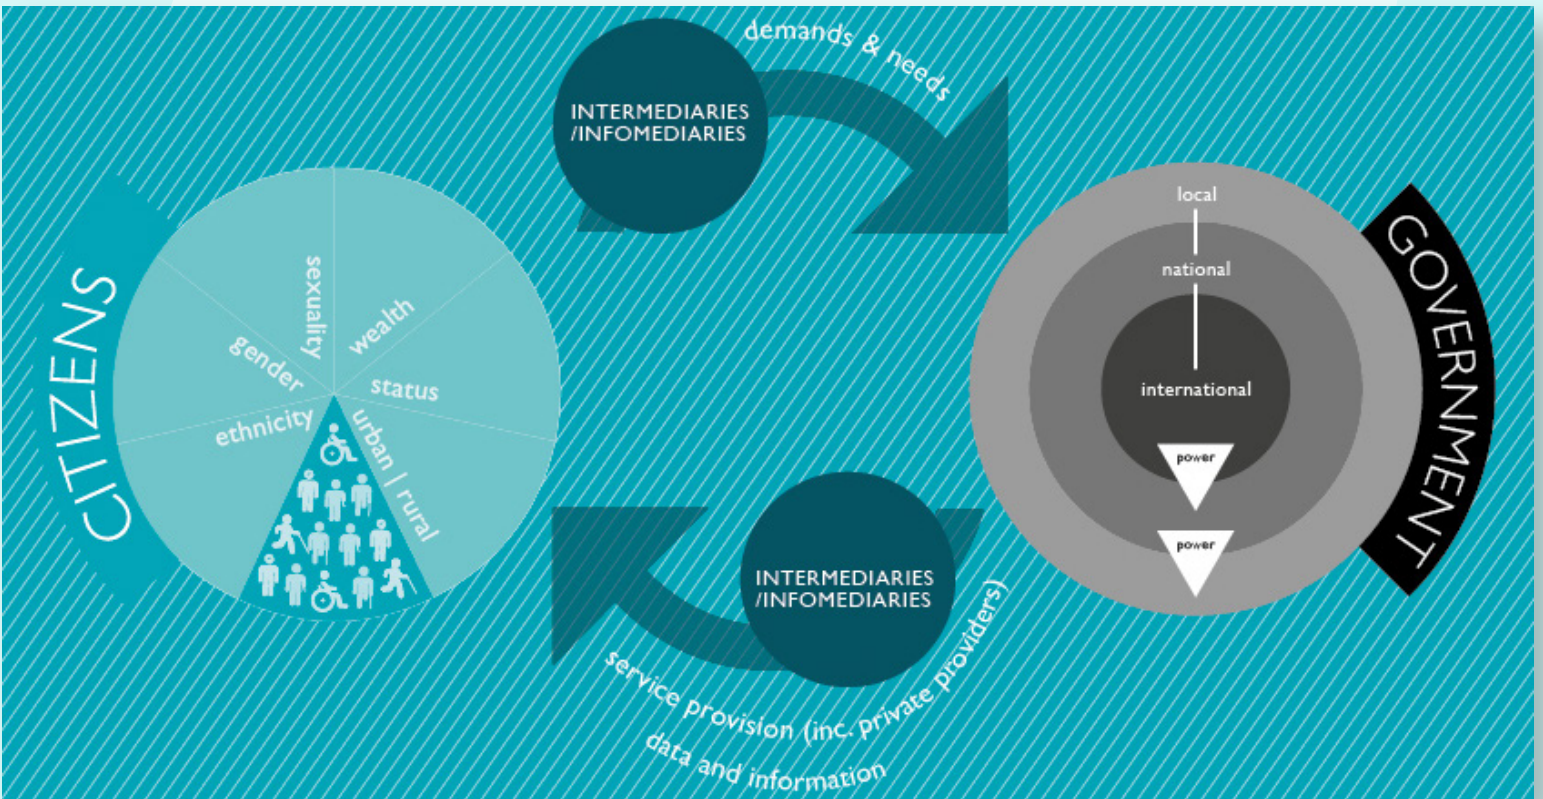 CITIZENS
sexuality
wealth
gender
status
ethnicity
urban | rural
INTERMEDIARIES
/INFOMEDIARIES
demands & needs
local
national
international
power
power
GOVERNMENT
INTERMEDIARIES
/INFOMEDIARIES
service provision (inc. private providers)
data and information